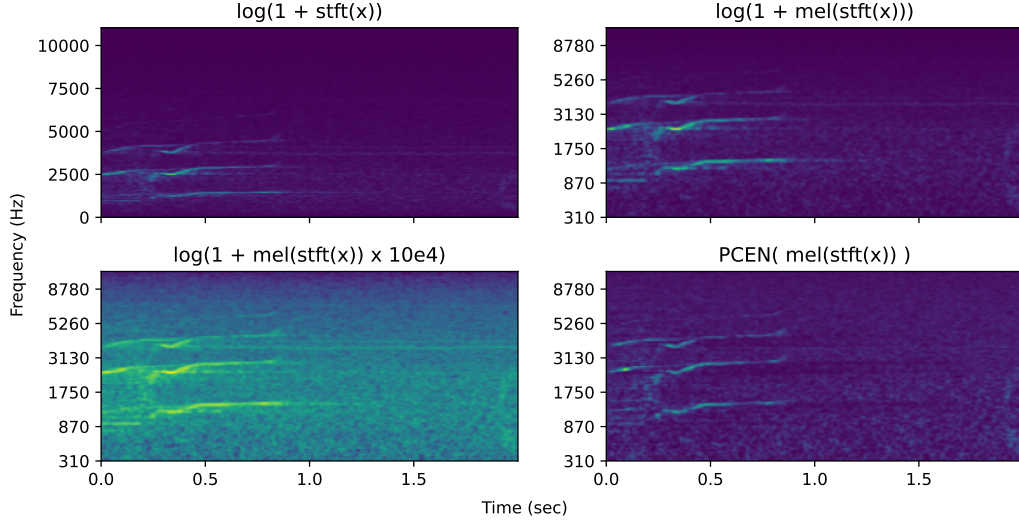 log(1 + stft(x))
log(1 + mel(stft(x)))
10000
7500
5000
2500
0
8780
5260
3130
1750
870
310
Frequency (Hz)
log(1 + mel(stft(x)) x 10e4)
PCEN( mel(stft(x)) )
8780
5260
3130
1750
870
310
8780
5260
3130
1750
870
310
0.0 0.5 1.0 1.5
0.0 0.5 1.0 1.5
Time (sec)